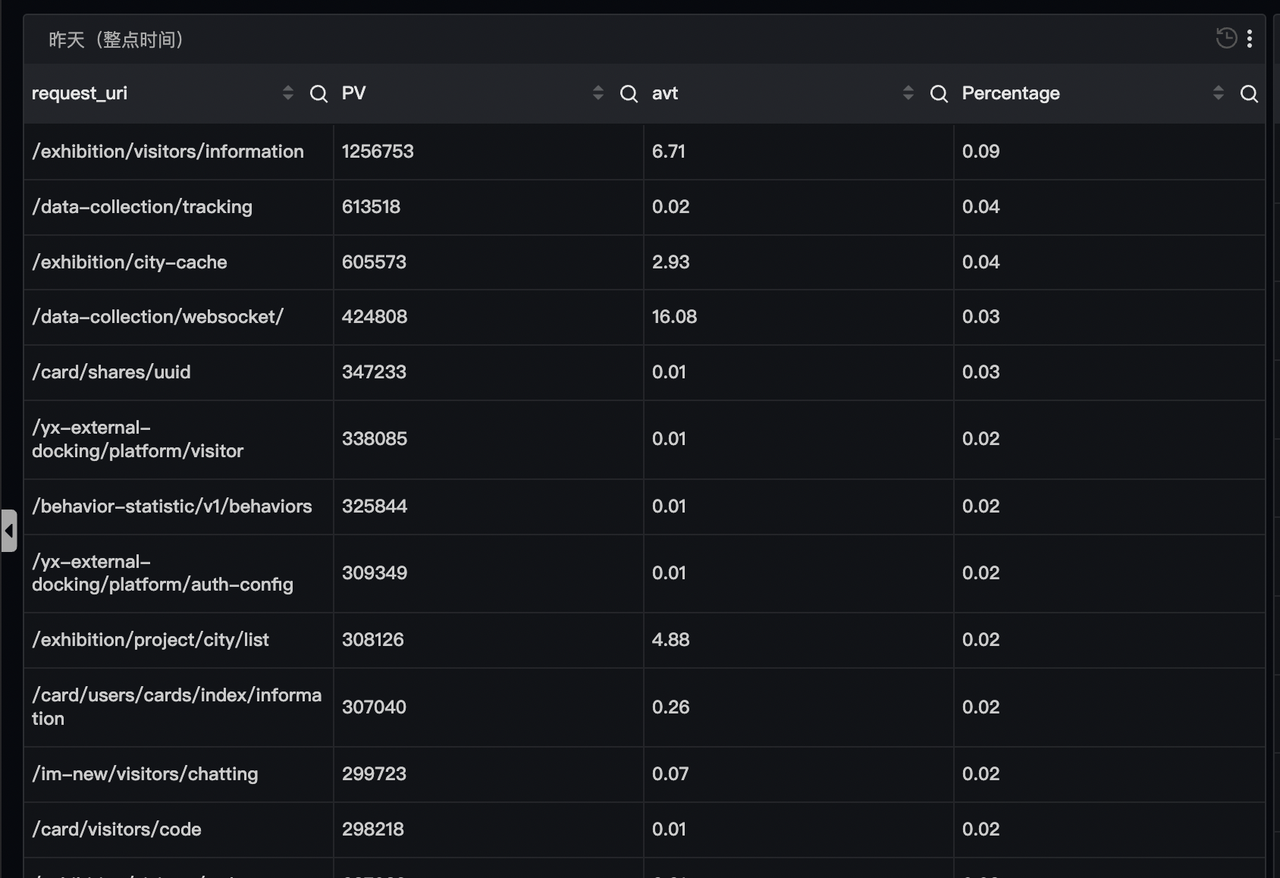 昨天（整点时间）
request_uri PV avt Percentage
/exhibition/visitors/information 1256753 6.71 0.09
/data-collection/tracking 613518 0.02 0.04
/exhibition/city-cache 605573 2.93 0.04
/data-collection/websocket/ 424808 16.08 0.03
/card/shares/uuid 347233 0.01 0.03
/yx-external-
docking/platform/visitor 338085 0.01 0.02
/behavior-statistic/v1/behaviors 325844 0.01 0.02
/yx-external-
docking/platform/auth-config 309349 0.01 0.02
/exhibition/project/city/list 308126 4.88 0.02
/card/users/cards/index/informa
tion 307040 0.26 0.02
/im-new/visitors/chatting 299723 0.07 0.02
/card/visitors/code 298218 0.01 0.02